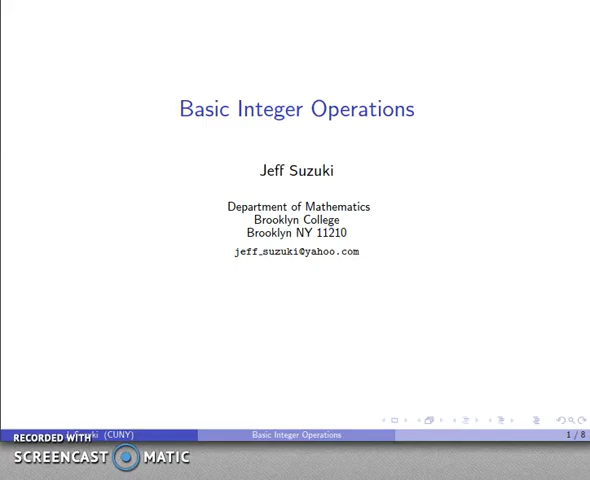 Basic Integer Operations
Jeff Suzuki
Department of Mathematics
Brooklyn College
Brooklyn NY 11210
jeff_suzuki@yahoo.com
(CUNY)
Basic Integer Operations
1 / 8
RECORDED WITH
SCREENCAST MATIC